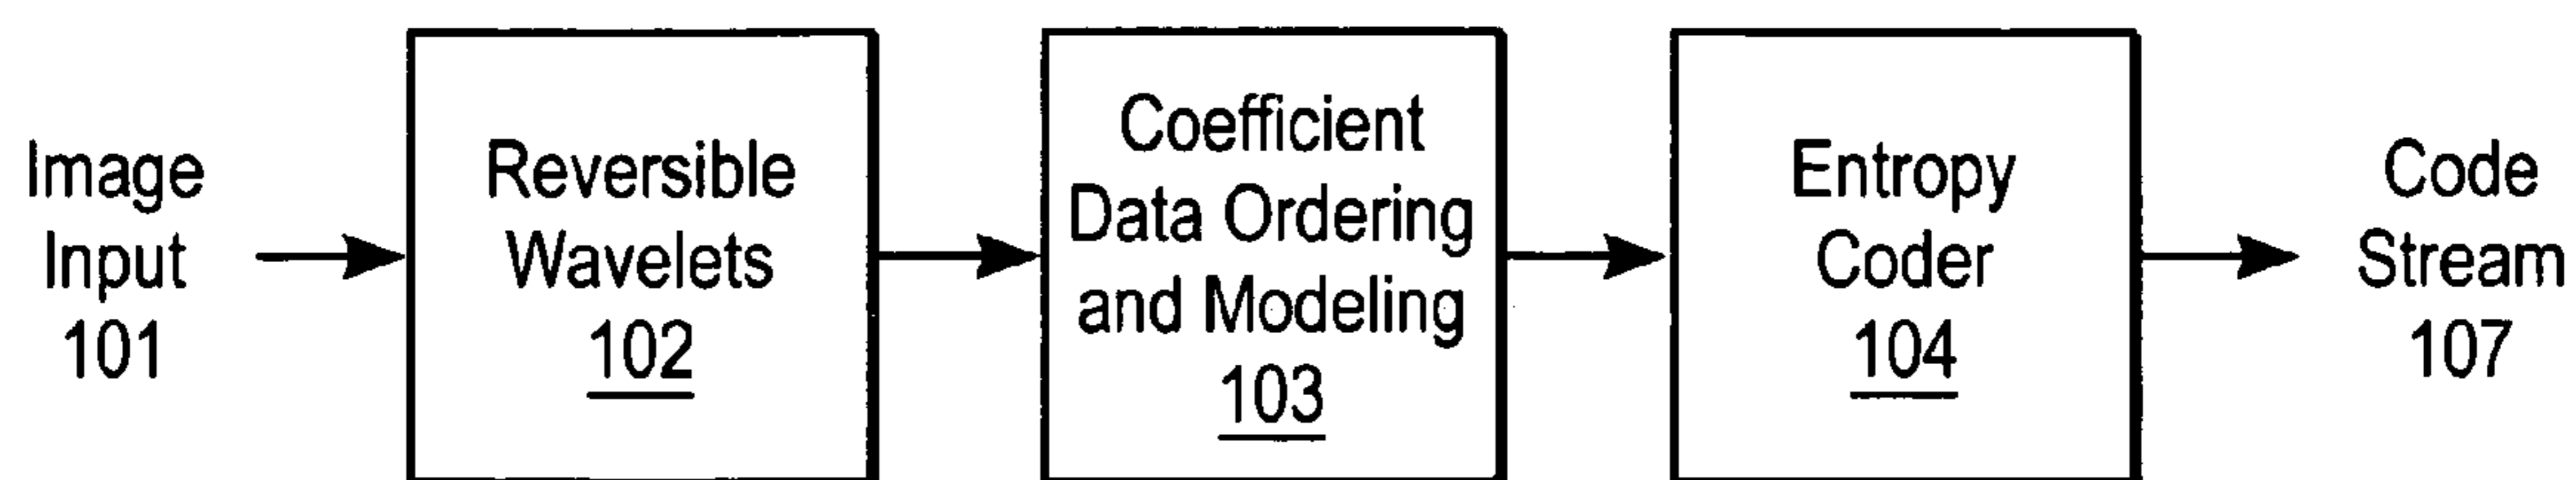 Image
Input
101
Reversible
Wavelets
102
Coefficient
Data Ordering
and Modeling
103
Entropy
Coder
104
Code
Stream
107